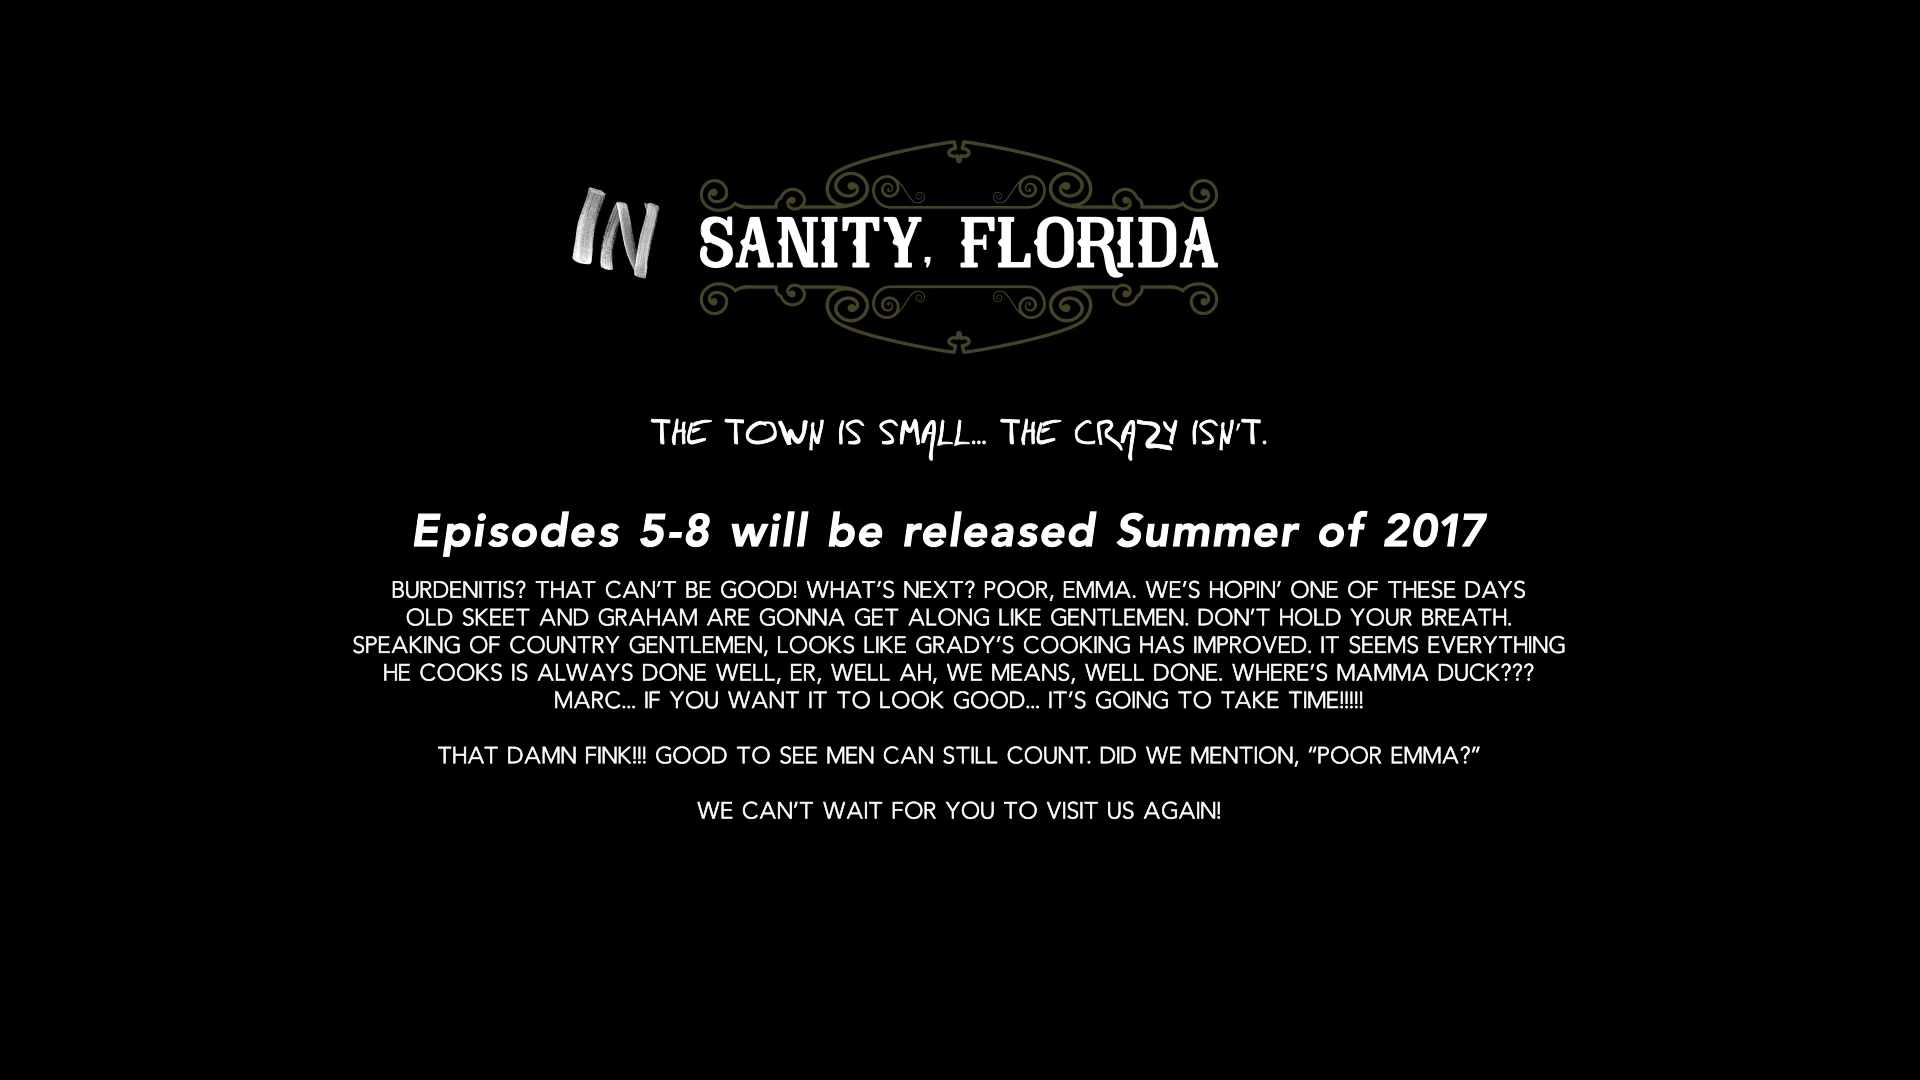 IN SANITY, FLORIDA
THE TOWN IS SMALL... THE CRAZY ISN'T.
Episodes 5-8 will be released Summer of 2017
BURDENITIS? THAT CAN'T BE GOOD! WHAT'S NEXT? POOR, EMMA. WE'S HOPIN' ONE OF THESE DAYS
OLD SKEET AND GRAHAM ARE GONNA GET ALONG LIKE GENTLEMEN. DON'T HOLD YOUR BREATH.
SPEAKING OF COUNTRY GENTLEMEN, LOOKS LIKE GRADY'S COOKING HAS IMPROVED. IT SEEMS EVERYTHING
HE COOKS IS ALWAYS DONE WELL, ER, WELL AH, WE MEANS, WELL DONE. WHERE'S MAMMA DUCK???
MARC... IF YOU WANT IT TO LOOK GOOD... IT'S GOING TO TAKE TIME!!!!!
THAT DAMN FINK!!! GOOD TO SEE MEN CAN STILL COUNT. DID WE MENTION, “POOR EMMA?”
WE CAN'T WAIT FOR YOU TO VISIT US AGAIN!